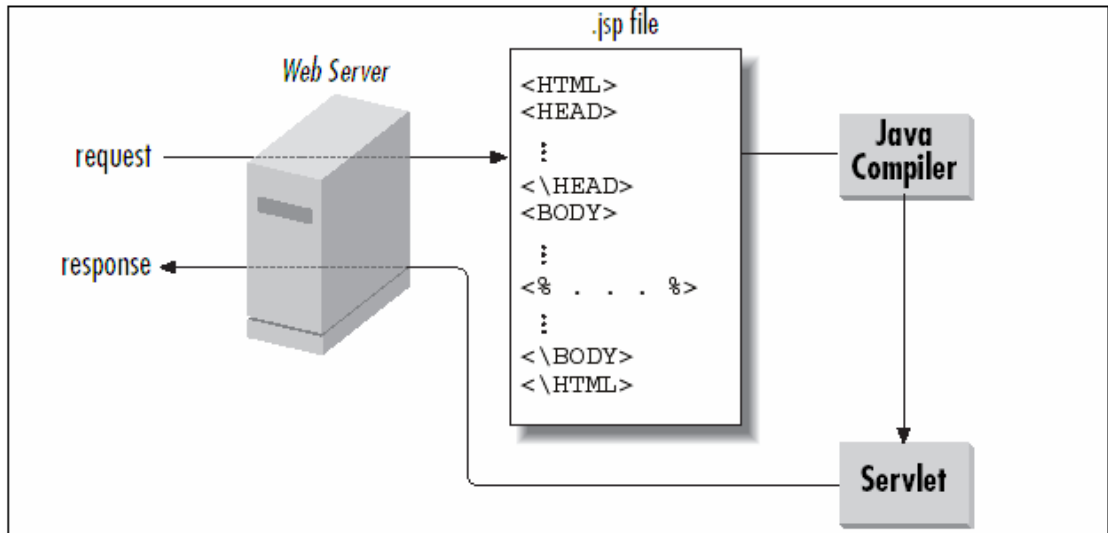 .jsp file
Web Server
<HTML>
<HEAD>
⋮
<\HEAD>
<BODY>
⋮
<% . . . %>
⋮
<\BODY>
<\HTML>
request
response
Java
Compiler
Servlet